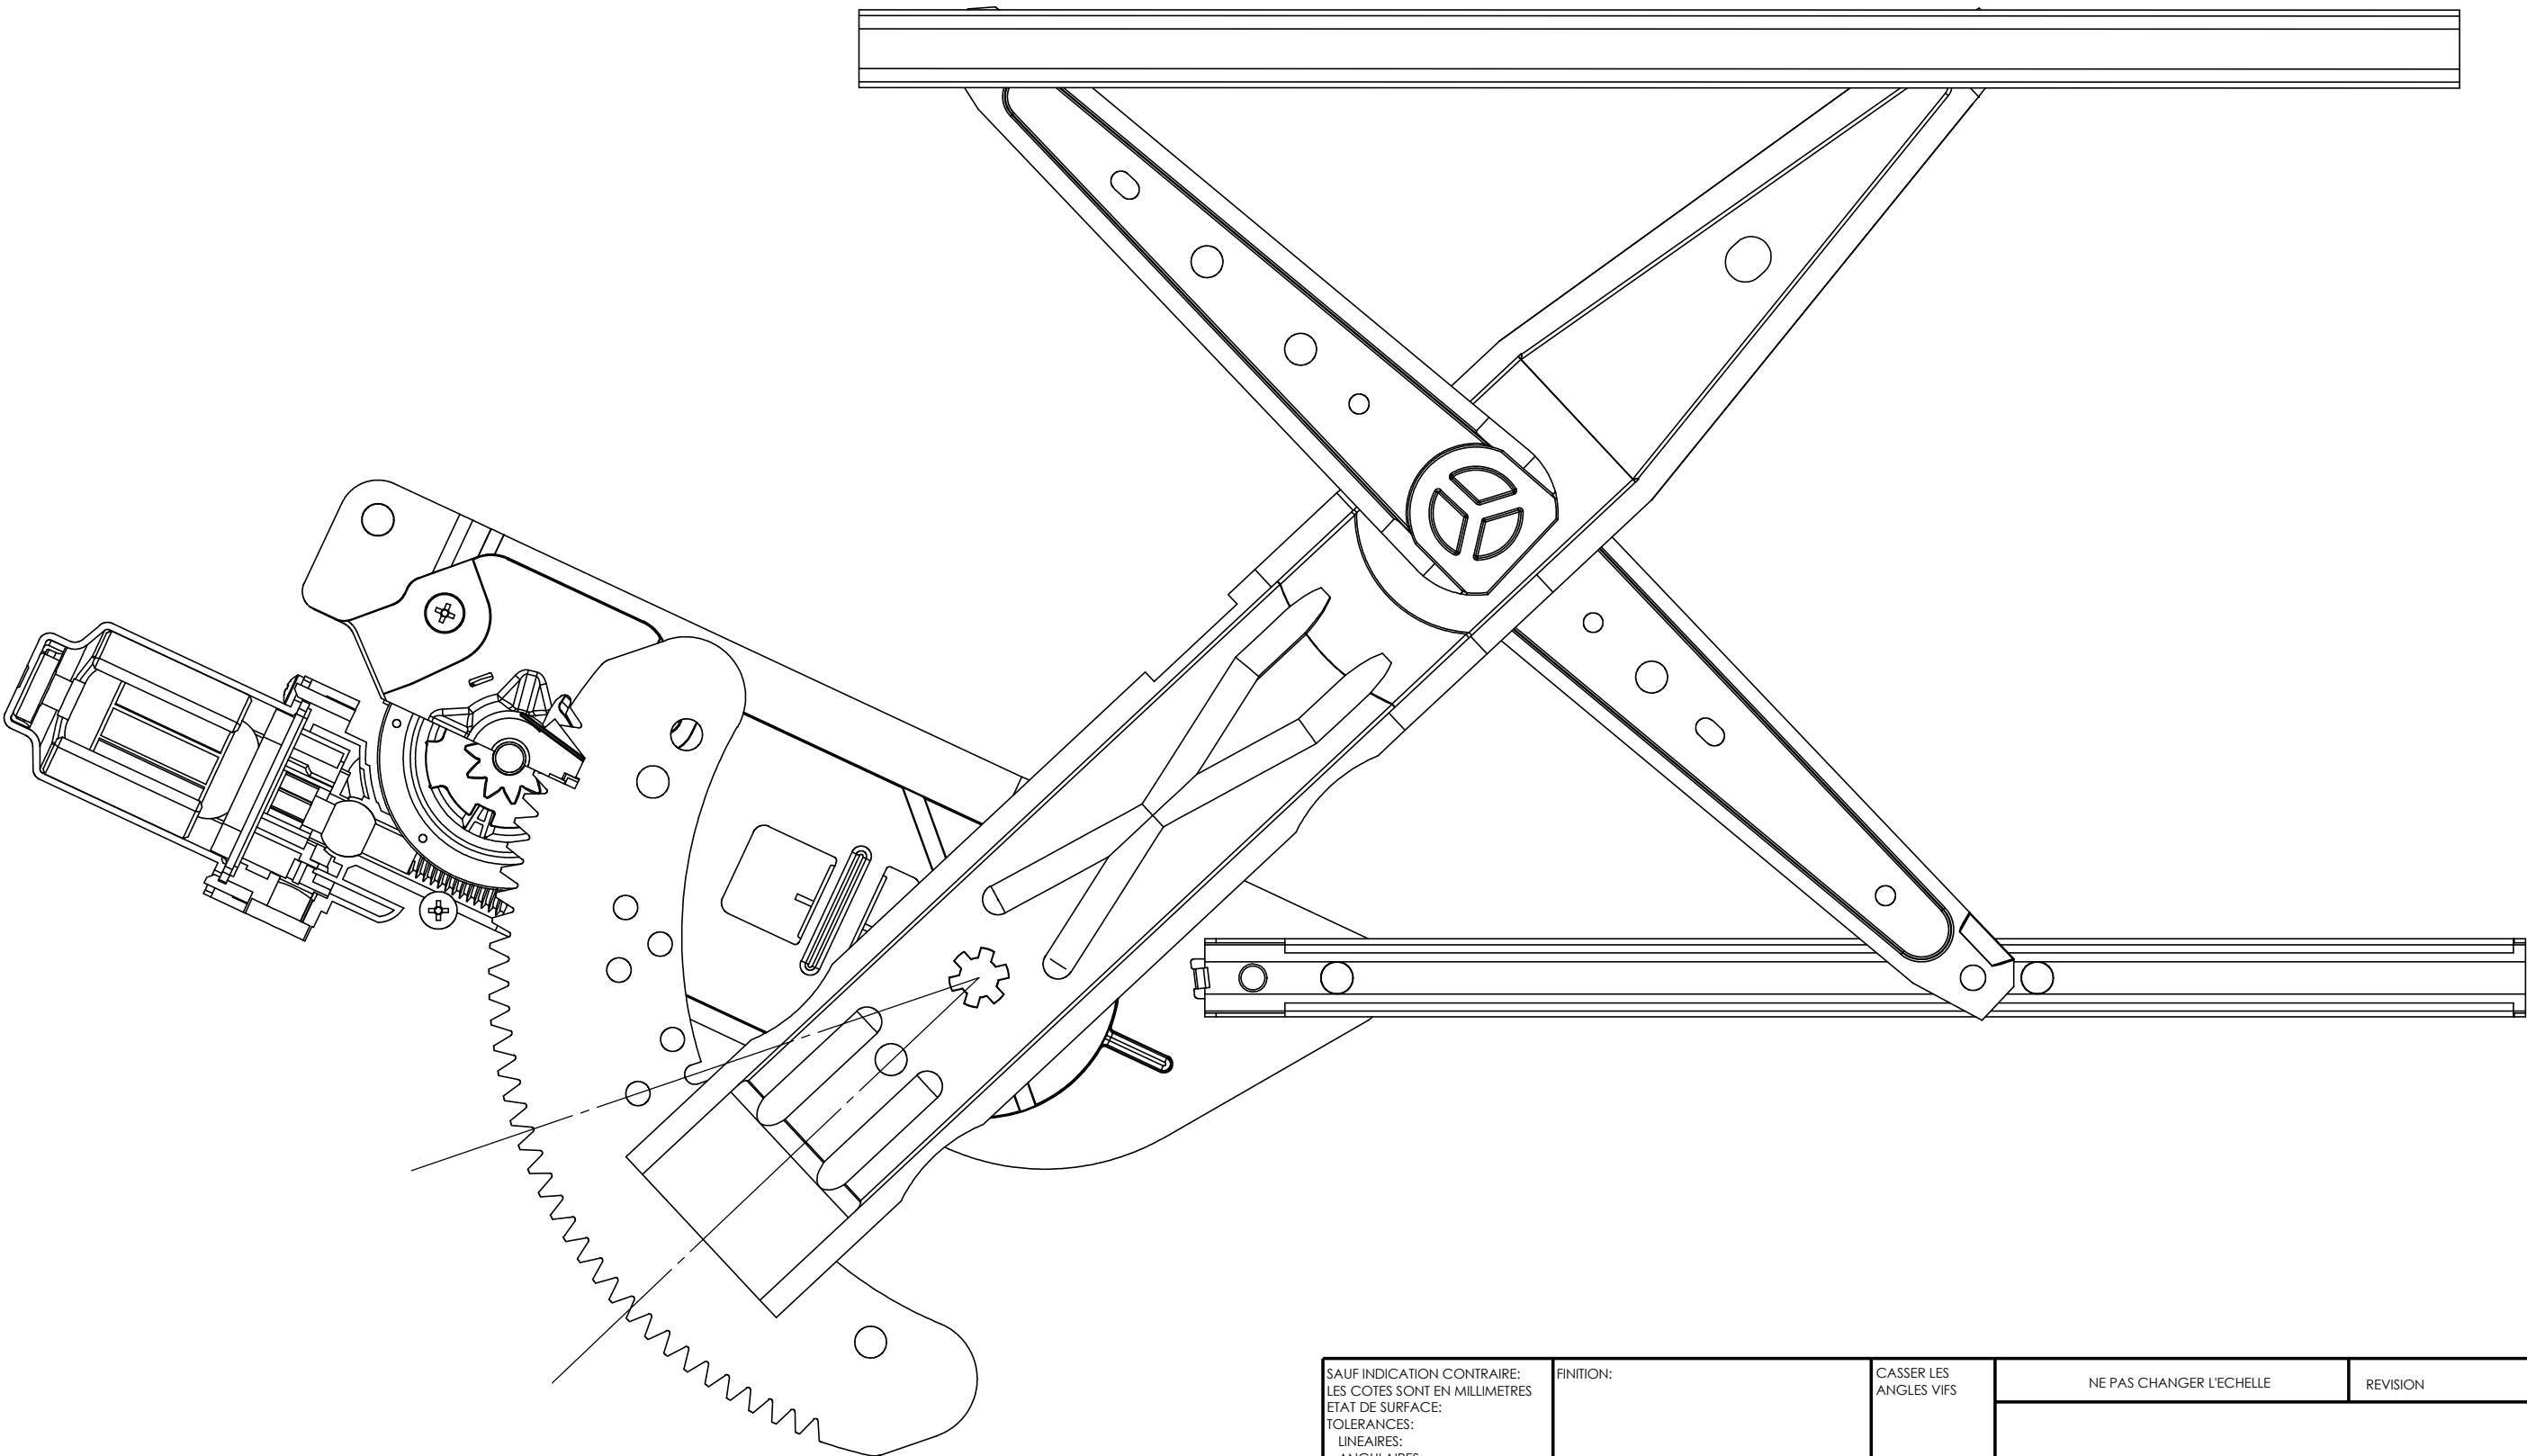 SAUF INDICATION CONTRAIRE:
LES COTES SONT EN MILLIMETRES
ETAT DE SURFACE:
TOLERANCES:
LINEAIRES:
ANGULAIRES:
FINITION:
CASSER LES
ANGLES VIFS
NE PAS CHANGER L'ECHELLE
REVISION